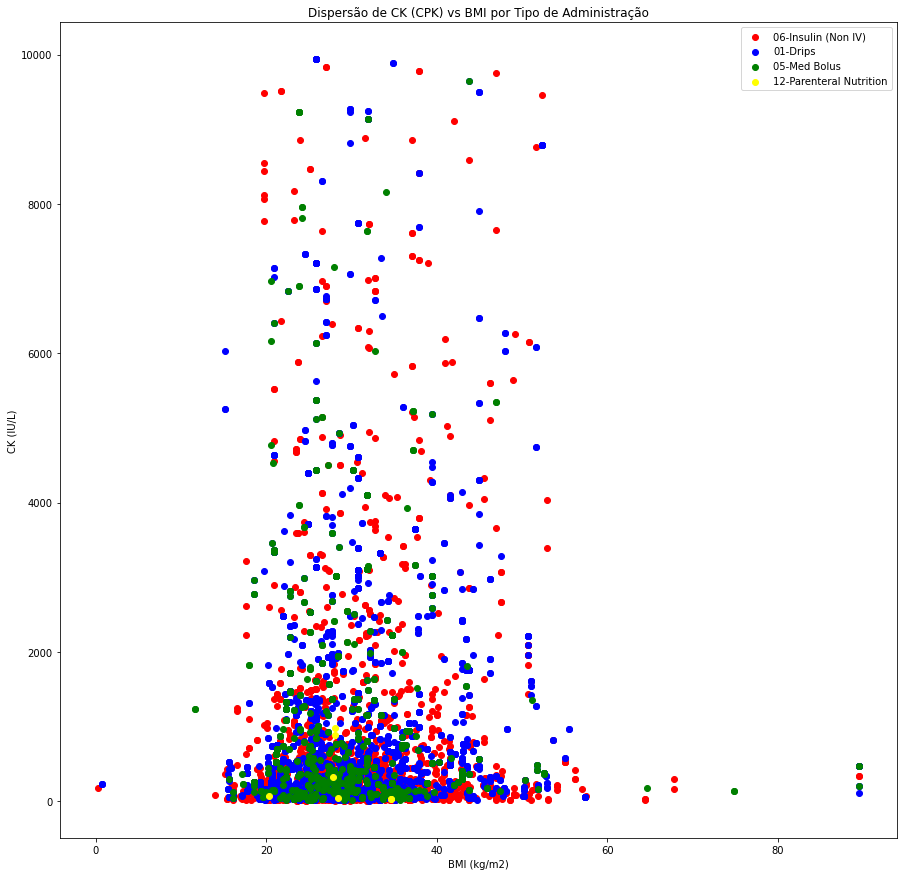 Dispersão de CK (CPK) vs BMI por Tipo de Administração
06-Insulin (Non IV)
01-Drips
05-Med Bolus
12-Parenteral Nutrition
10000
8000
6000
4000
2000
0
CK (IU/L)
0 20 40 60 80
BMI (kg/m2)